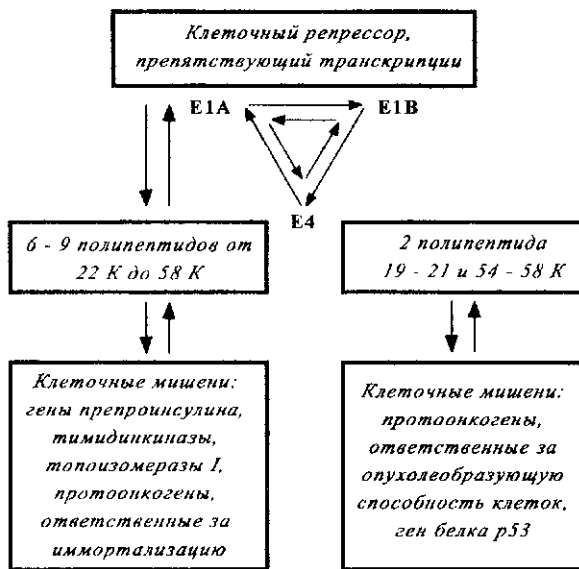 Клеточный репрессор,
препятствующий транскрипции
E1A E1B
E4
6 - 9 полипептидов от
22 К до 58 К
2 полипептида
19 - 21 и 54 - 58 К
Клеточные мишени:
гены препроинсулина,
тимидинкиназы,
топоизомеразы I,
протоонкогены,
ответственные за
иммортализацию
Клеточные мишени:
протоонкогены,
ответственные за
опухолеобразующую
способность клеток,
ген белка р53